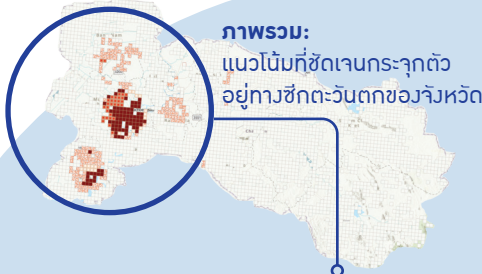 ภาพรวม:
แนวโน้มที่ชัดเจนกระจุกตัว
อยู่ทางซีกตะวันตกของจังหวัด